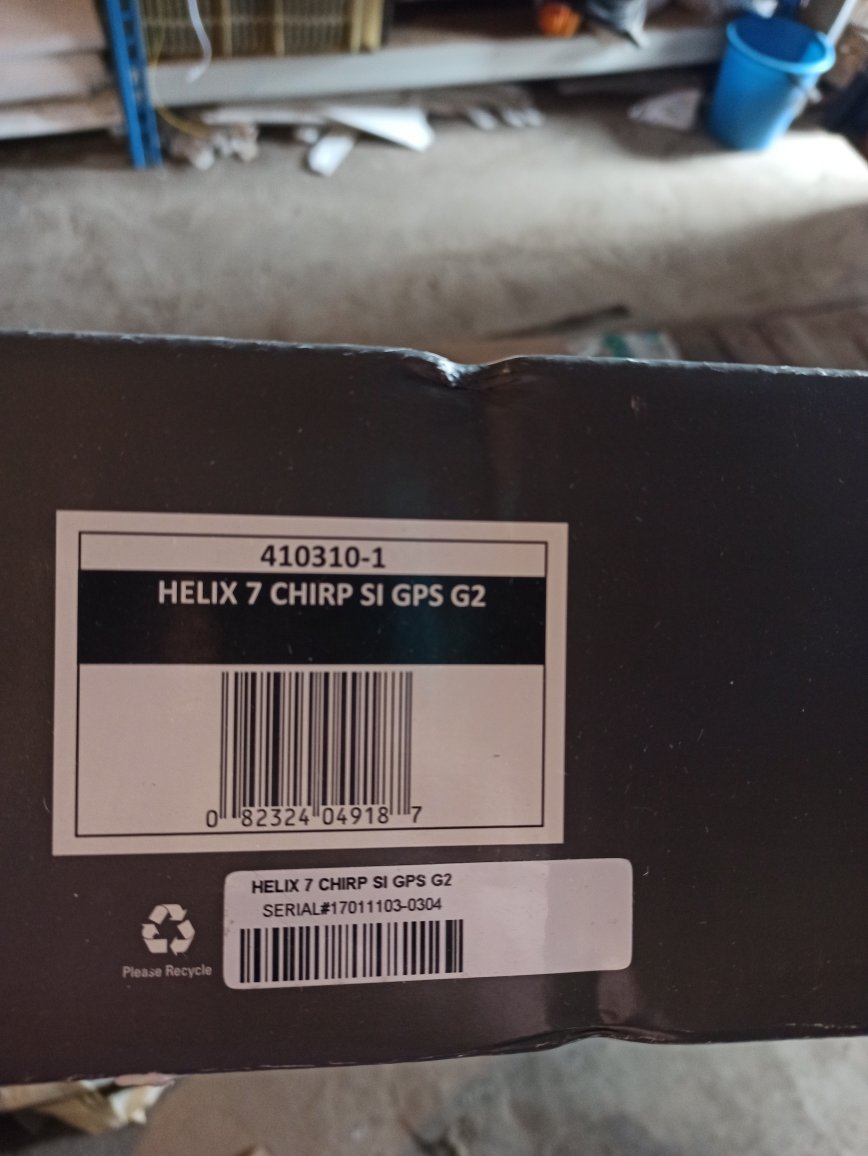 410310-1
HELIX 7 CHIRP SI GPS G2
0 82324 04918 7
HELIX 7 CHIRP SI GPS G2
SERIAL#17011103-0304
Please Recycle